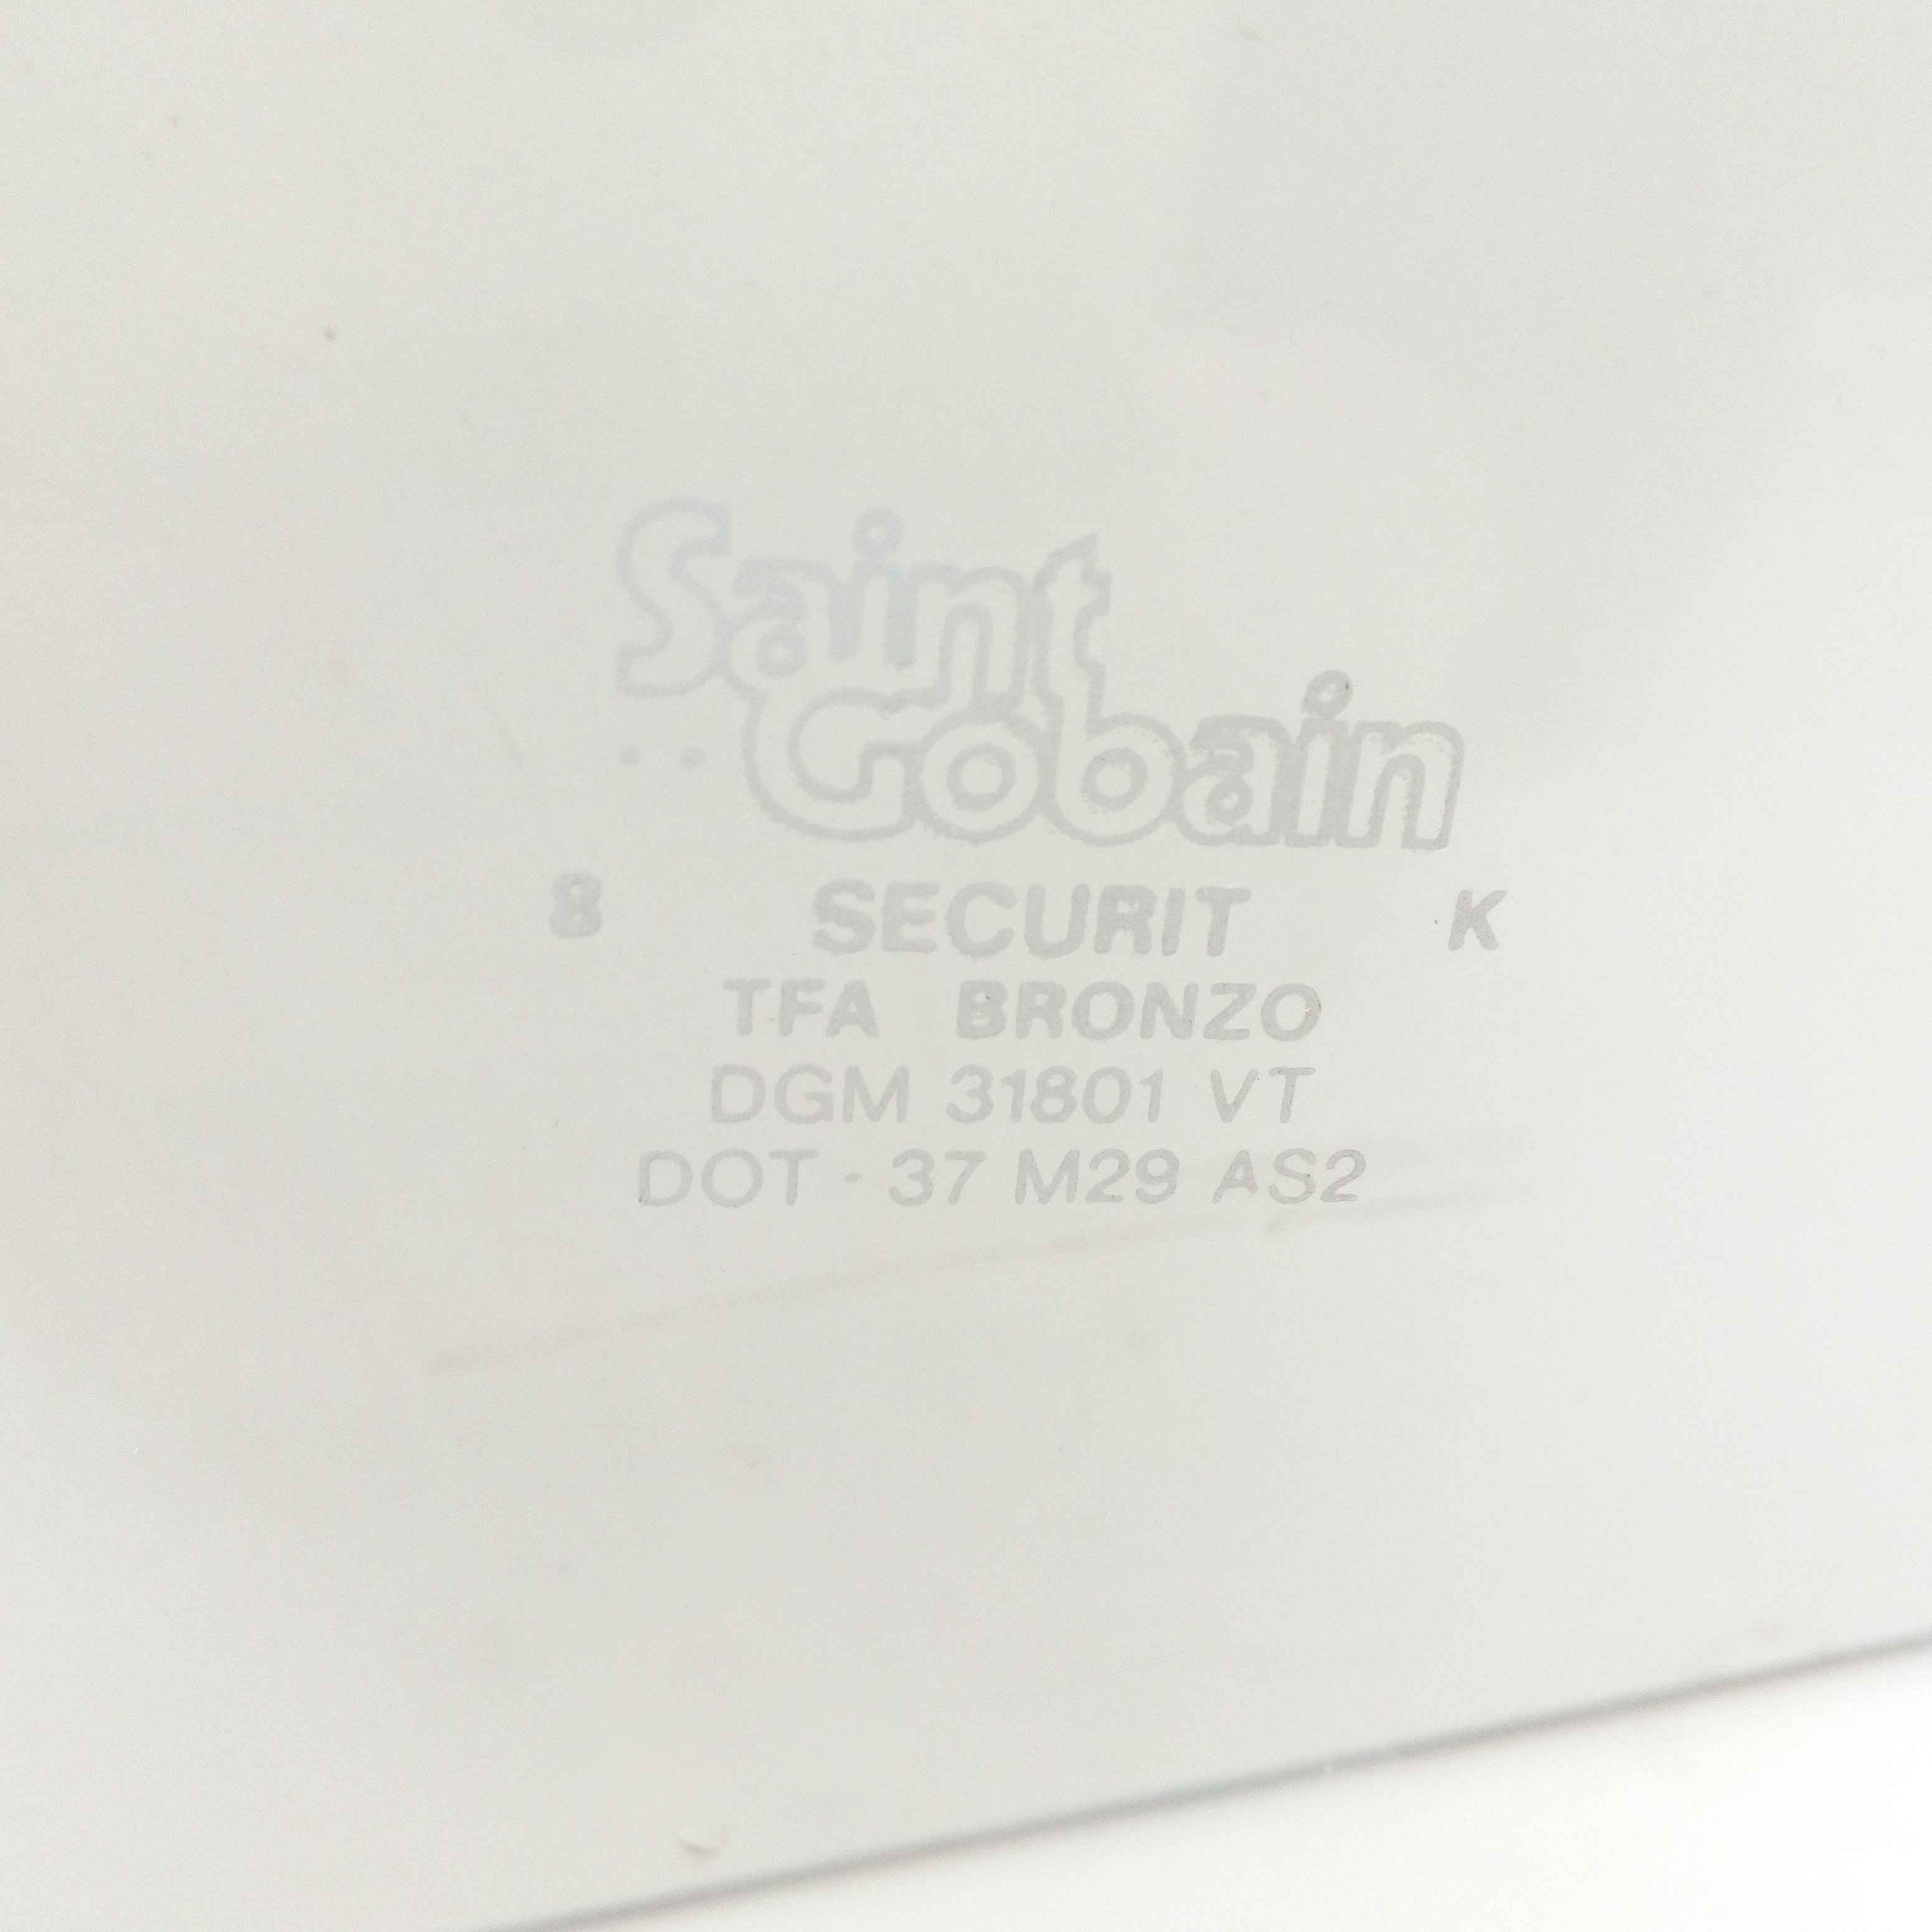 Saint
·· Gobain
8 SECURIT K
TFA BRONZO
DGM 31801 VT
DOT - 37 M29 AS2